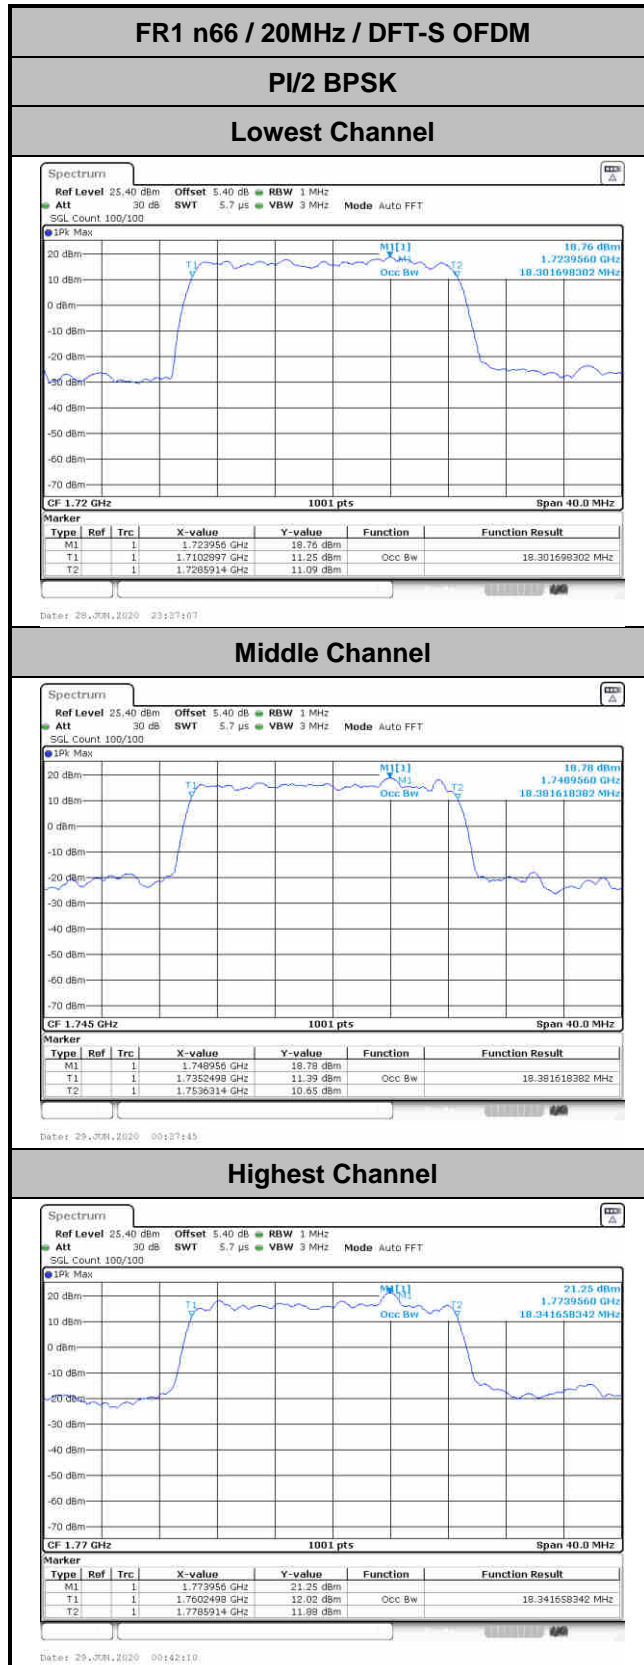 FR1 n66 / 20MHz / DFT-S OFDM
PI/2 BPSK
Lowest Channel
Spectrum
Ref Level 25.40 dBm Offset 5.40 dB RBW 1 MHz
Att 30 dB SWT 5.7 µs VBW 3 MHz Mode Auto FFT
SGL Count 100/100
1Pk Max
M1[1] 18.76 dBm
1.7239560 GHz
Occ Bw 18.301698302 MHz
T1
M1
T2
20 dBm
10 dBm
0 dBm
-10 dBm
-20 dBm
-30 dBm
-40 dBm
-50 dBm
-60 dBm
-70 dBm
CF 1.72 GHz 1001 pts Span 40.0 MHz
Marker
Type Ref Trc X-value Y-value Function Function Result
M1 1 1.723956 GHz 18.76 dBm
T1 1 1.7102897 GHz 11.25 dBm Occ Bw 18.301698302 MHz
T2 1 1.7285914 GHz 11.09 dBm
Date: 28.JUN.2020 23:37:07
Middle Channel
Spectrum
Ref Level 25.40 dBm Offset 5.40 dB RBW 1 MHz
Att 30 dB SWT 5.7 µs VBW 3 MHz Mode Auto FFT
SGL Count 100/100
1Pk Max
M1[1] 18.78 dBm
1.7489560 GHz
Occ Bw 18.381618382 MHz
T1
M1
T2
20 dBm
10 dBm
0 dBm
-10 dBm
-20 dBm
-30 dBm
-40 dBm
-50 dBm
-60 dBm
-70 dBm
CF 1.745 GHz 1001 pts Span 40.0 MHz
Marker
Type Ref Trc X-value Y-value Function Function Result
M1 1 1.748956 GHz 18.78 dBm
T1 1 1.7352498 GHz 11.39 dBm Occ Bw 18.381618382 MHz
T2 1 1.7536314 GHz 10.65 dBm
Date: 29.JUN.2020 00:37:45
Highest Channel
Spectrum
Ref Level 25.40 dBm Offset 5.40 dB RBW 1 MHz
Att 30 dB SWT 5.7 µs VBW 3 MHz Mode Auto FFT
SGL Count 100/100
1Pk Max
M1[1] 21.25 dBm
1.7739560 GHz
Occ Bw 18.341658342 MHz
T1
M1
T2
20 dBm
10 dBm
0 dBm
-10 dBm
-20 dBm
-30 dBm
-40 dBm
-50 dBm
-60 dBm
-70 dBm
CF 1.77 GHz 1001 pts Span 40.0 MHz
Marker
Type Ref Trc X-value Y-value Function Function Result
M1 1 1.773956 GHz 21.25 dBm
T1 1 1.7602498 GHz 12.02 dBm Occ Bw 18.341658342 MHz
T2 1 1.7785914 GHz 11.88 dBm
Date: 29.JUN.2020 00:42:10